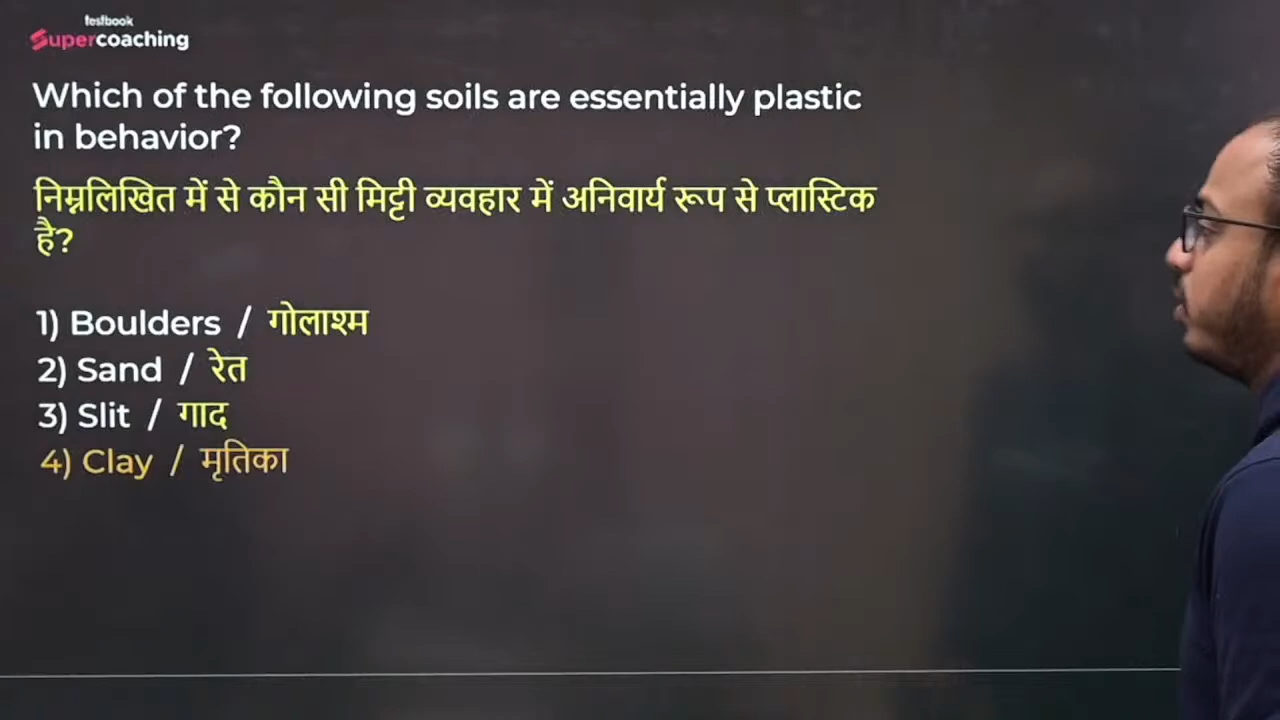 testbook
Supercoaching
Which of the following soils are essentially plastic
in behavior?
निम्नलिखित में से कौन सी मिट्टी व्यवहार में अनिवार्य रूप से प्लास्टिक
है?
1) Boulders / गोलाश्म
2) Sand / रेत
3) Slit / गाद
4) Clay / मृतिका